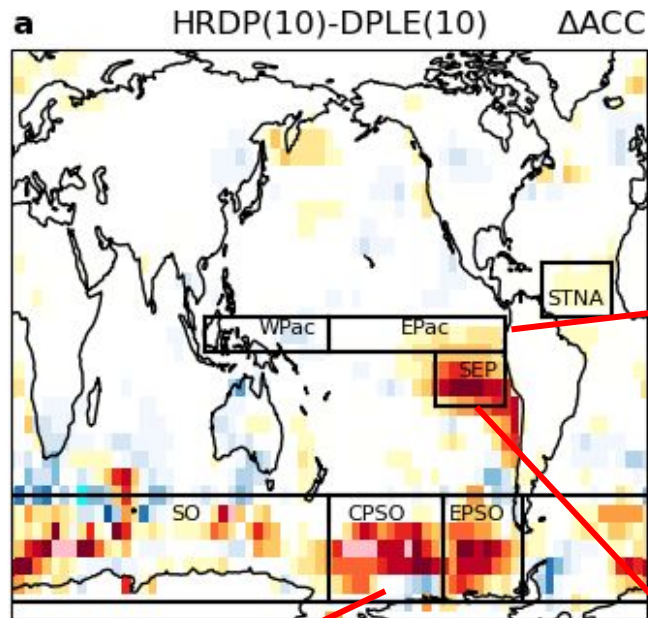 a HRDP(10)-DPLE(10) ΔACC
STNA
WPac EPac
SEP
SO CPSO EPSO